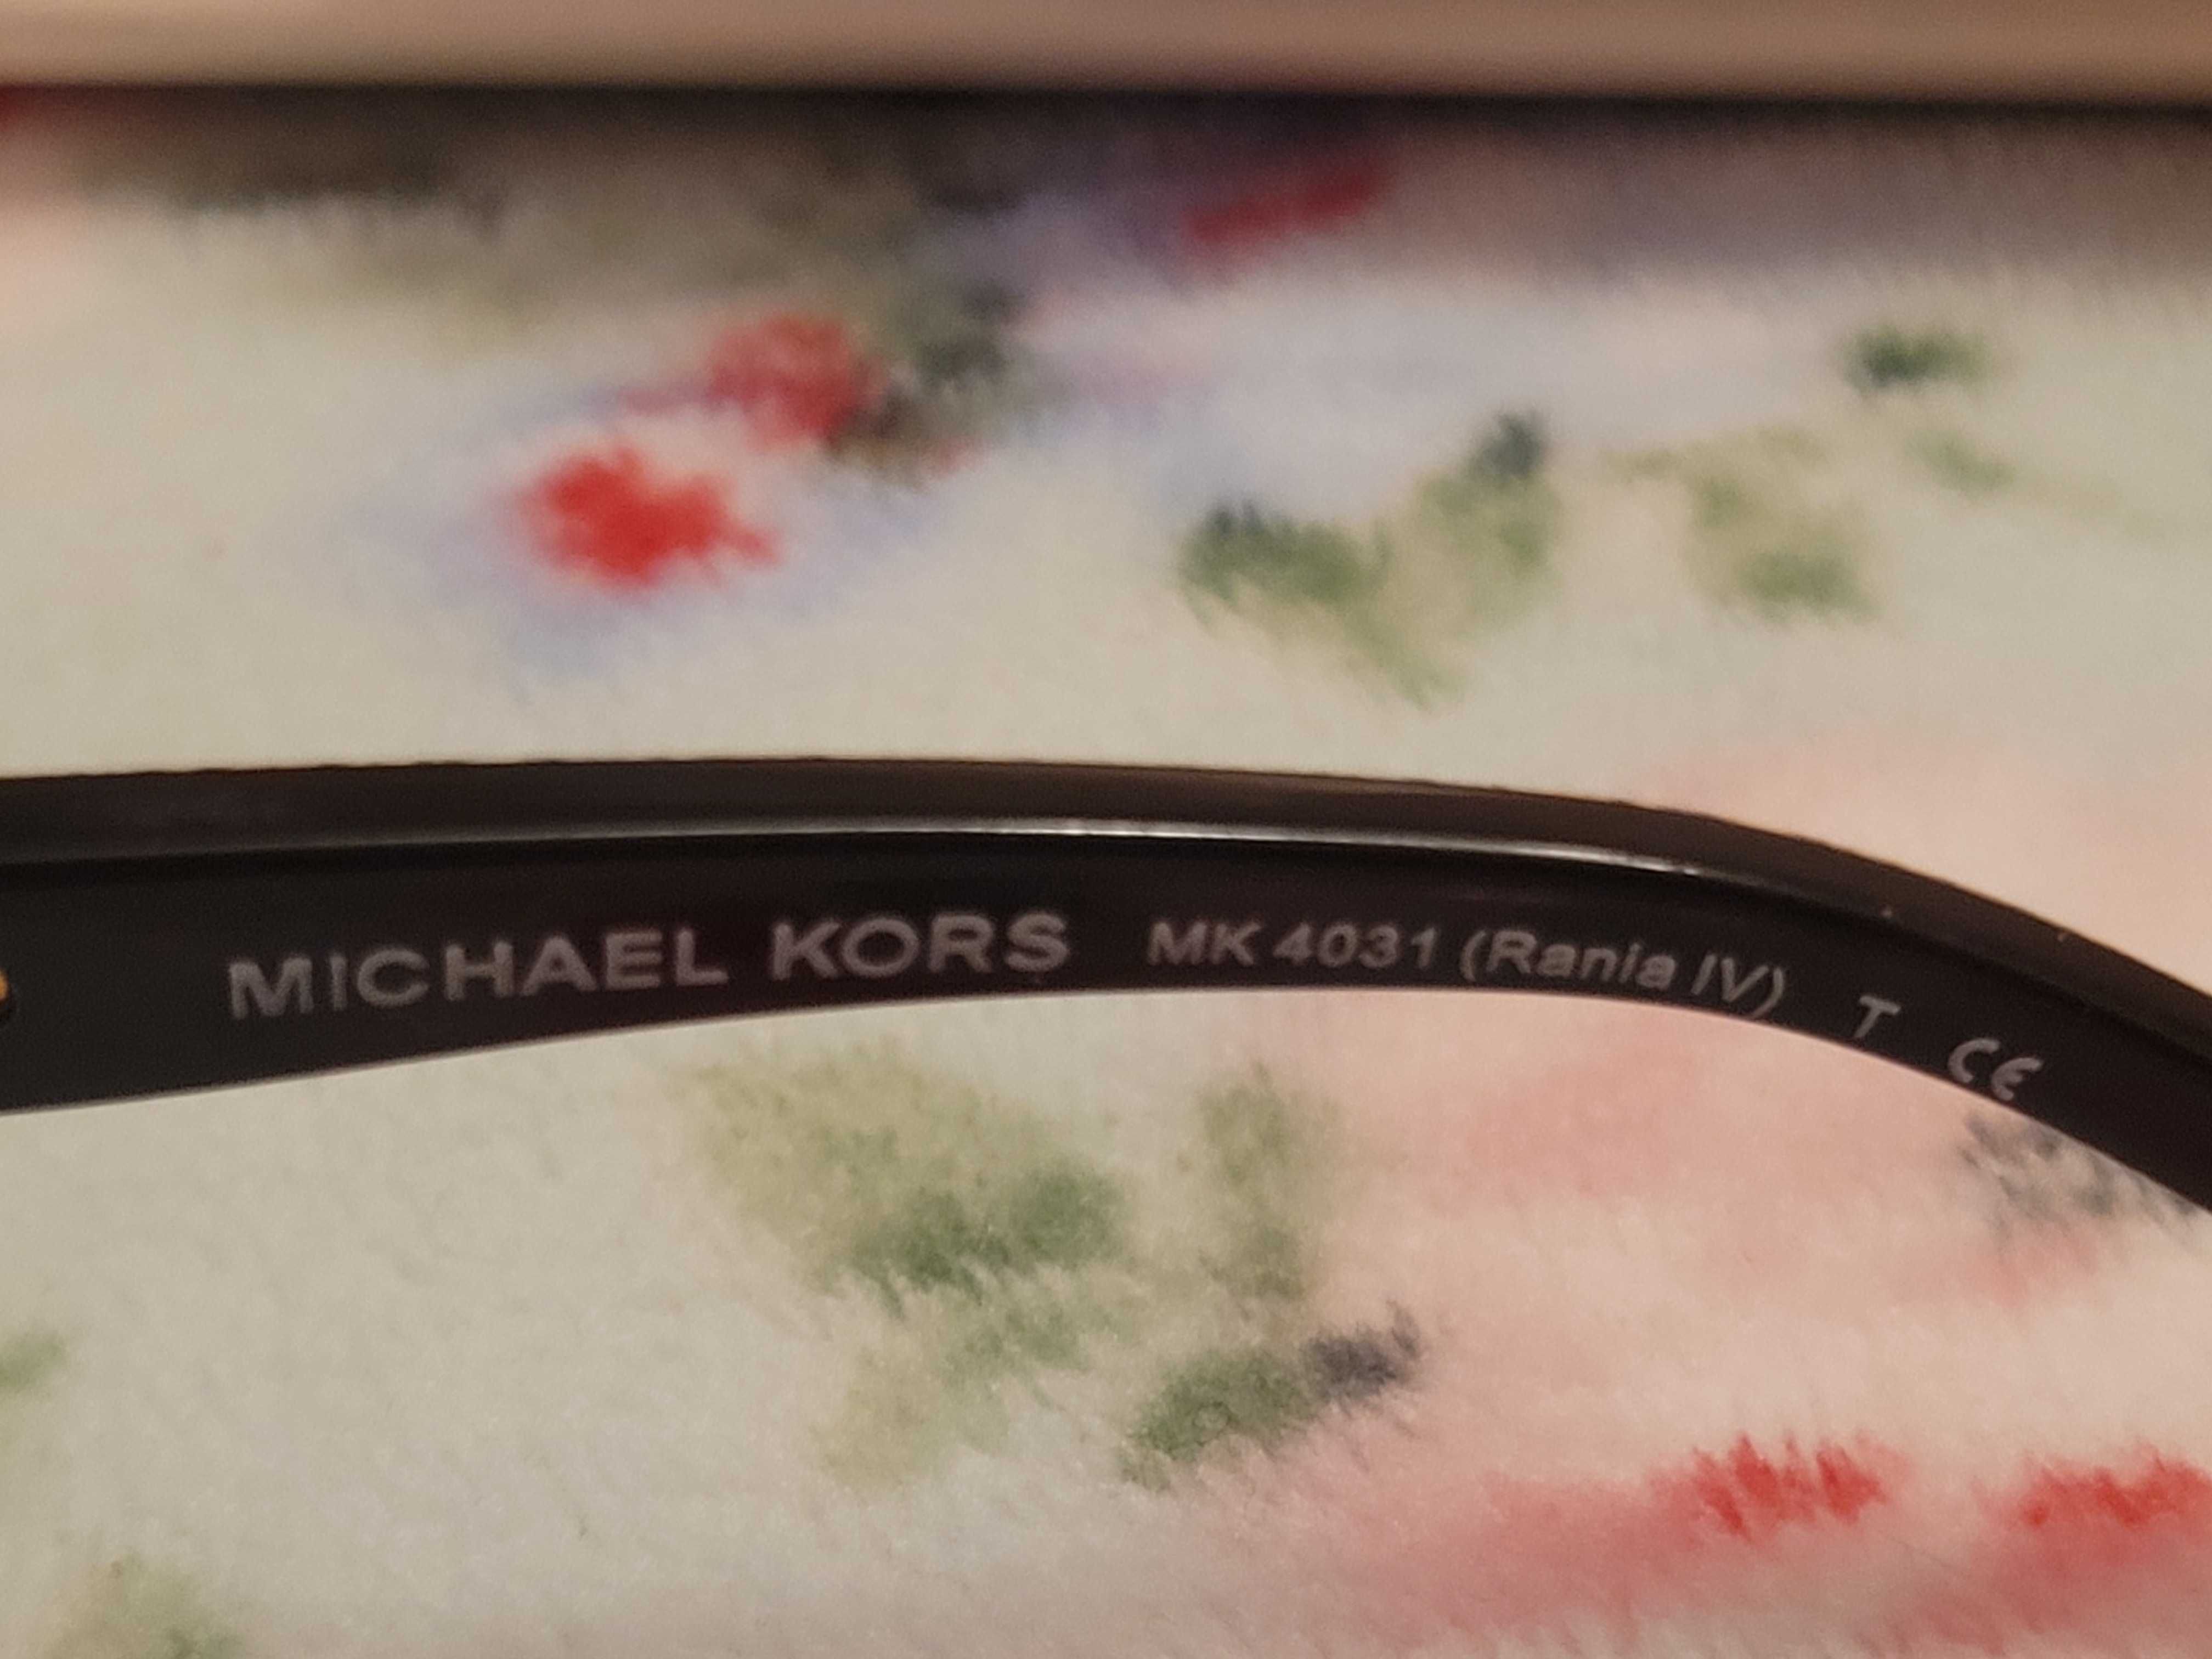 MICHAEL KORS MK 4031 (Rania IV) T CE